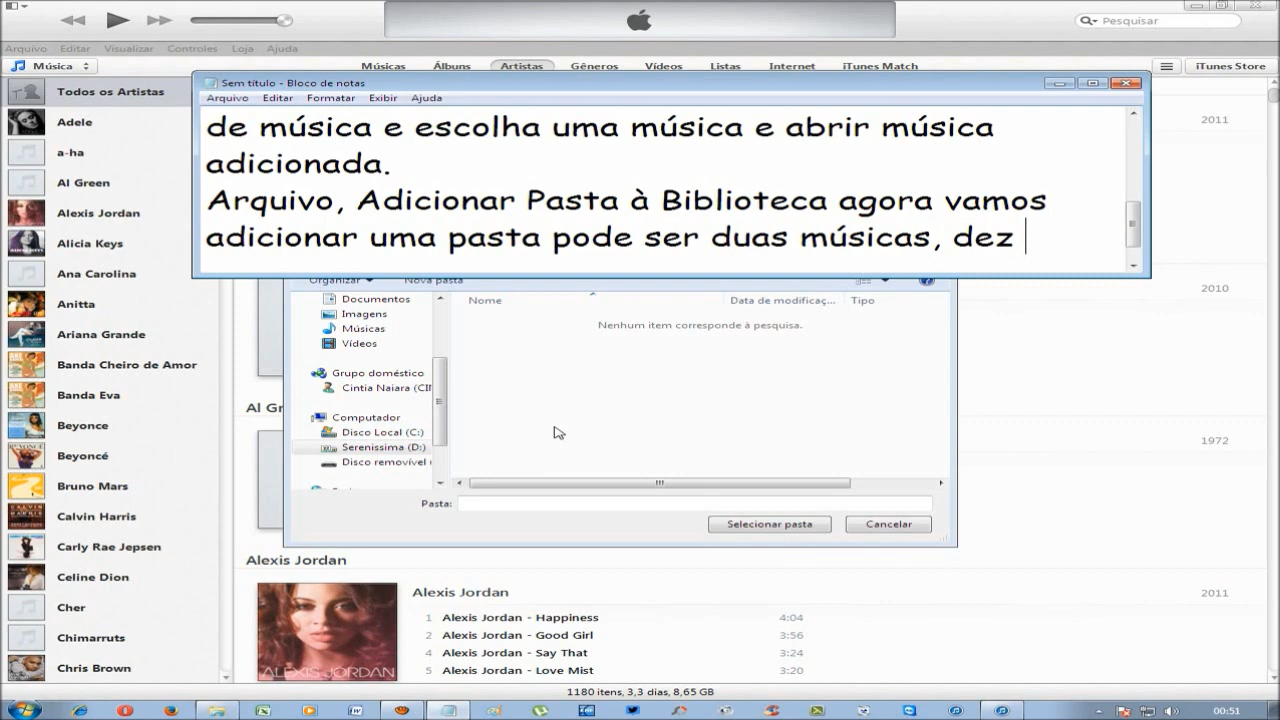 Pesquisar
Arquivo Editar Visualizar Controles Loja Ajuda
Música
Músicas Álbuns Artistas Gêneros Vídeos Listas Internet iTunes Match iTunes Store
Todos os Artistas
Adele
a-ha
Al Green
Alexis Jordan
Alicia Keys
Ana Carolina
Anitta
Ariana Grande
Banda Cheiro de Amor
Banda Eva
Beyonce
Beyoncé
Bruno Mars
Calvin Harris
Carly Rae Jepsen
Celine Dion
Cher
Chimarruts
Chris Brown
Sem título - Bloco de notas
Arquivo Editar Formatar Exibir Ajuda
de música e escolha uma música e abrir música
adicionada.
Arquivo, Adicionar Pasta à Biblioteca agora vamos
adicionar uma pasta pode ser duas músicas, dez
Organizar Nova pasta
Documentos
Imagens
Músicas
Vídeos
Grupo doméstico
Cintia Naiara (CIN
Computador
Disco Local (C:)
Serenissima (D:)
Disco removível
Nome Data de modificaç... Tipo
Nenhum item corresponde à pesquisa.
Pasta:
Selecionar pasta Cancelar
2011
2010
Al Gr
1972
Alexis Jordan
ALEXIS JORDAN
Alexis Jordan 2011
1 Alexis Jordan - Happiness 4:04
2 Alexis Jordan - Good Girl 3:56
4 Alexis Jordan - Say That 3:24
5 Alexis Jordan - Love Mist 3:20
1180 itens, 3,3 dias, 8,65 GB
00:51